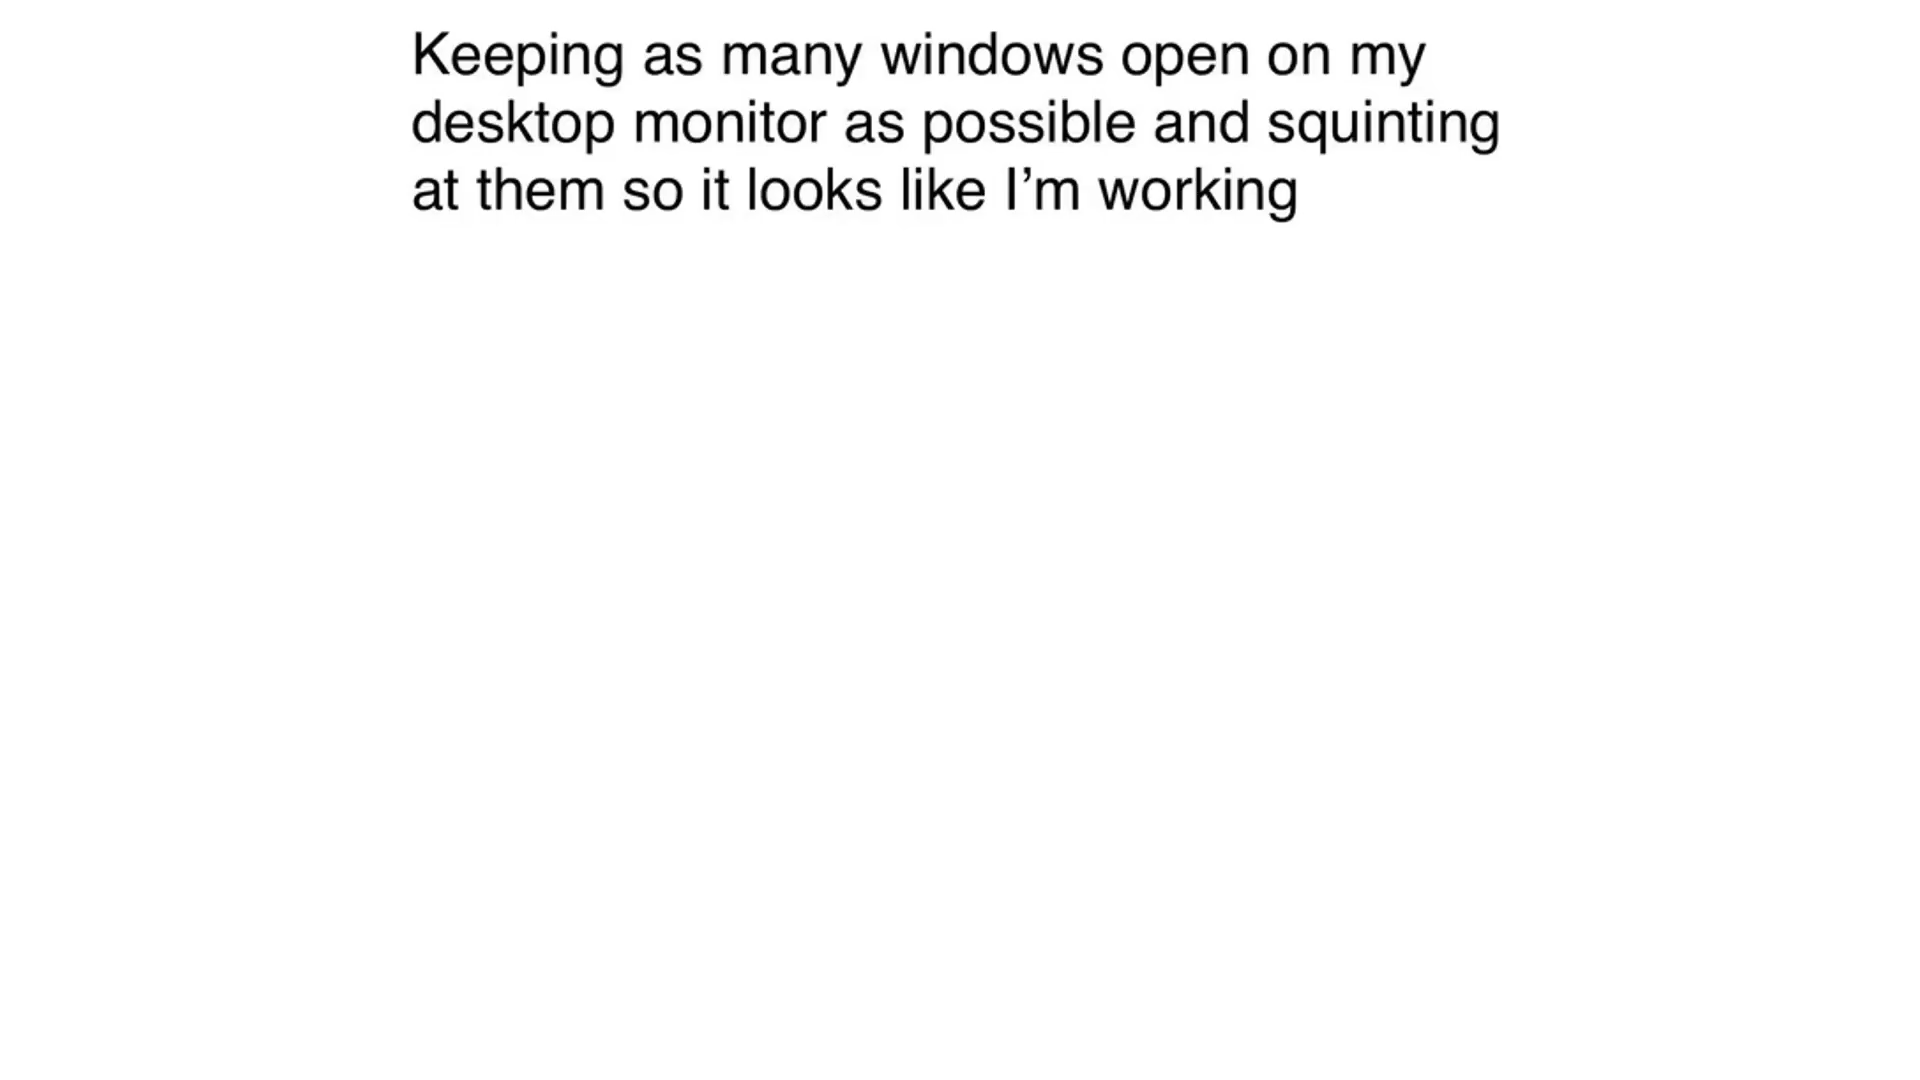 Keeping as many windows open on my
desktop monitor as possible and squinting
at them so it looks like I’m working